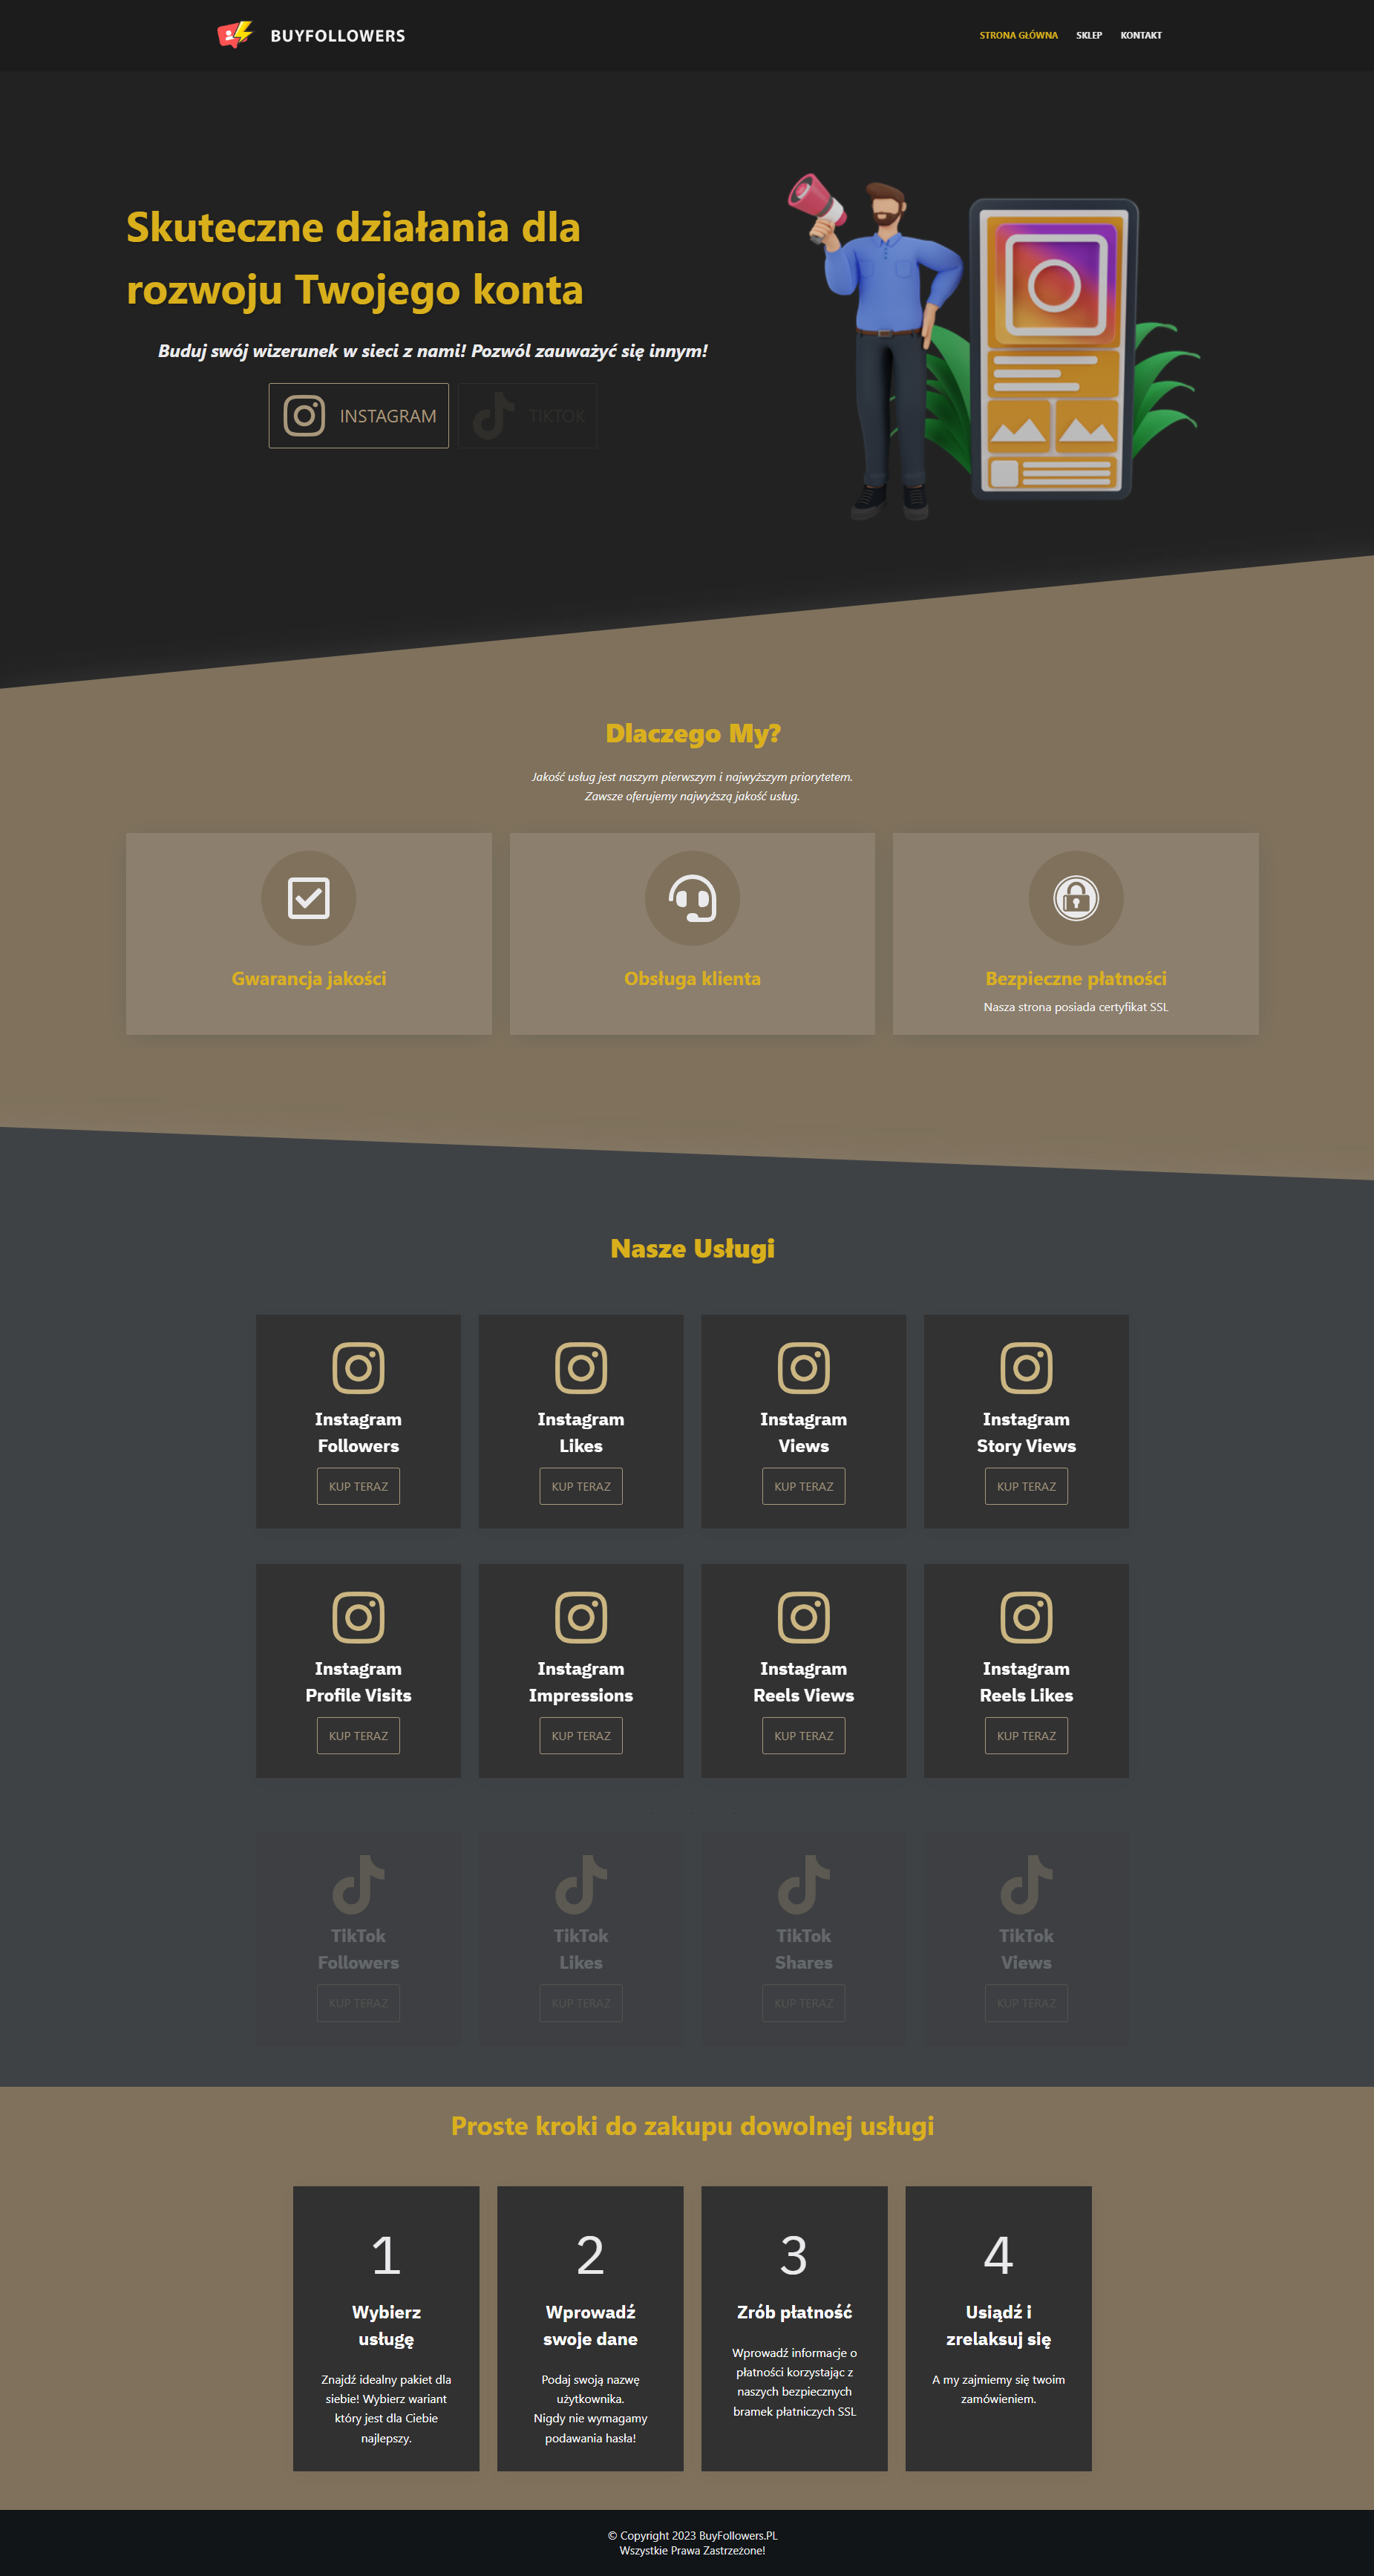 BUYFOLLOWERS
STRONA GŁÓWNA SKLEP KONTAKT
Skuteczne działania dla
rozwoju Twojego konta
Buduj swój wizerunek w sieci z nami! Pozwól zauważyć się innym!
INSTAGRAM TIKTOK
Dlaczego My?
Jakość usług jest naszym pierwszym i najwyższym priorytetem.
Zawsze oferujemy najwyższą jakość usług.
Gwarancja jakości
Obsługa klienta
Bezpieczne płatności
Nasza strona posiada certyfikat SSL
Nasze Usługi
Instagram
Followers
KUP TERAZ
Instagram
Likes
KUP TERAZ
Instagram
Views
KUP TERAZ
Instagram
Story Views
KUP TERAZ
Instagram
Profile Visits
KUP TERAZ
Instagram
Impressions
KUP TERAZ
Instagram
Reels Views
KUP TERAZ
Instagram
Reels Likes
KUP TERAZ
TikTok
Followers
KUP TERAZ
TikTok
Likes
KUP TERAZ
TikTok
Shares
KUP TERAZ
TikTok
Views
KUP TERAZ
Proste kroki do zakupu dowolnej usługi
1
Wybierz
usługę
Znajdź idealny pakiet dla
siebie! Wybierz wariant
który jest dla Ciebie
najlepszy.
2
Wprowadź
swoje dane
Podaj swoją nazwę
użytkownika.
Nigdy nie wymagamy
podawania hasła!
3
Zrób płatność
Wprowadź informacje o
płatności korzystając z
naszych bezpiecznych
bramek płatniczych SSL
4
Usiądź i
zrelaksuj się
A my zajmiemy się twoim
zamówieniem.
© Copyright 2023 BuyFollowers.PL
Wszystkie Prawa Zastrzeżone!